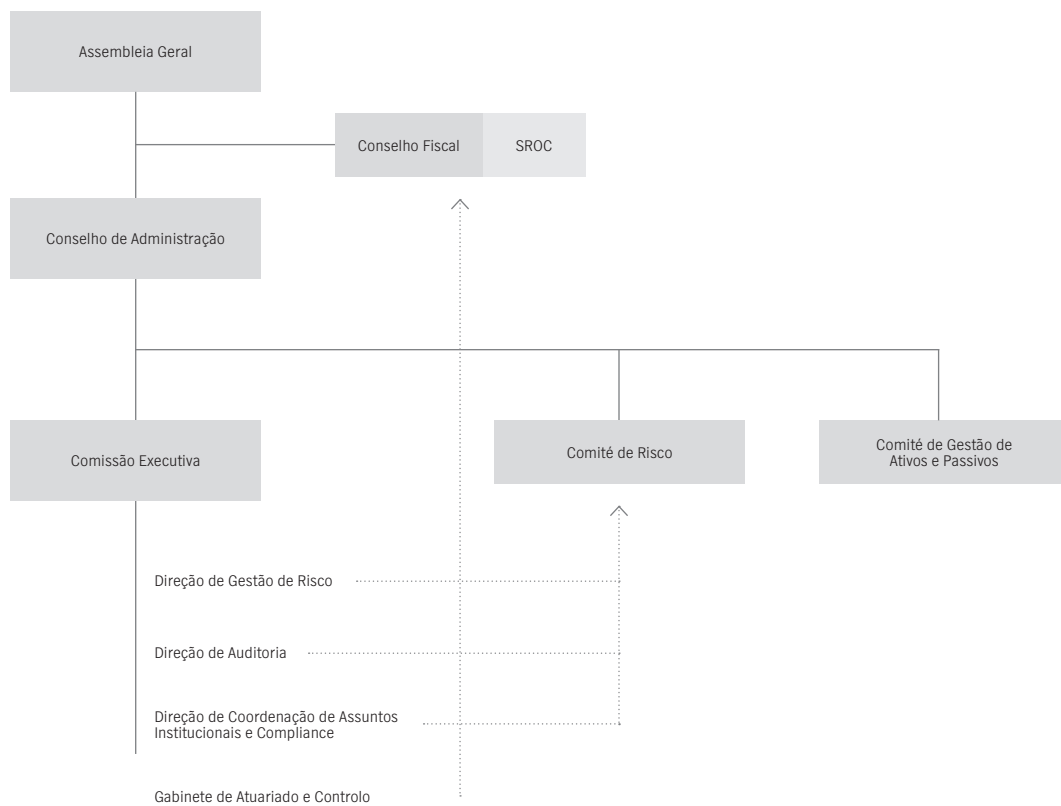 Assembleia Geral
Conselho Fiscal
SROC
Conselho de Administração
Comissão Executiva
Comité de Risco
Comité de Gestão de
Ativos e Passivos
Direção de Gestão de Risco
Direção de Auditoria
Direção de Coordenação de Assuntos
Institucionais e Compliance
Gabinete de Atuariado e Controlo